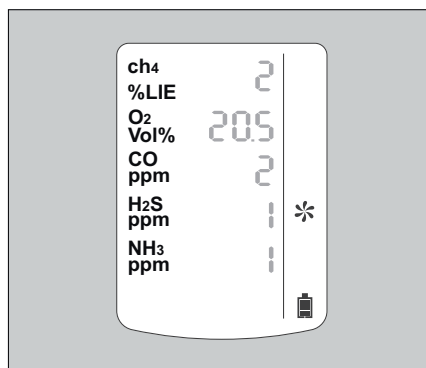 ch4 2
%LIE
O2
Vol% 20.5
CO
ppm 2
H2S
ppm 1
NH3
ppm 1